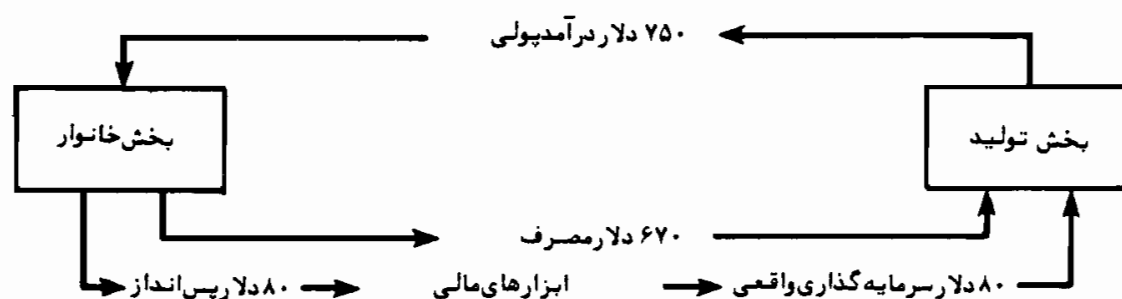 ۷۵۰ دلار درآمد پولی
بخش تولید
بخش خانوار
۶۷۰ دلار مصرف
۸۰ دلار سرمایه گذاری واقعی
ابزارهای مالی
۸۰ دلار پس انداز